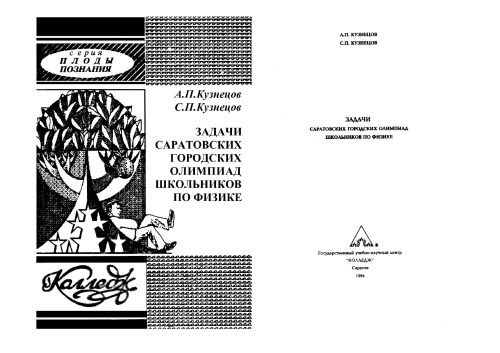 серия
ПЛОДЫ
ПОЗНАНИЯ
А.П.Кузнецов
С.П.Кузнецов
ЗАДАЧИ
САРАТОВСКИХ
ГОРОДСКИХ
ОЛИМПИАД
ШКОЛЬНИКОВ
ПО ФИЗИКЕ
Колледж
А.П. КУЗНЕЦОВ
С.П. КУЗНЕЦОВ
ЗАДАЧИ
САРАТОВСКИХ ГОРОДСКИХ ОЛИМПИАД
ШКОЛЬНИКОВ ПО ФИЗИКЕ
Государственный учебно-научный центр
"КОЛЛЕДЖ"
Саратов
1994